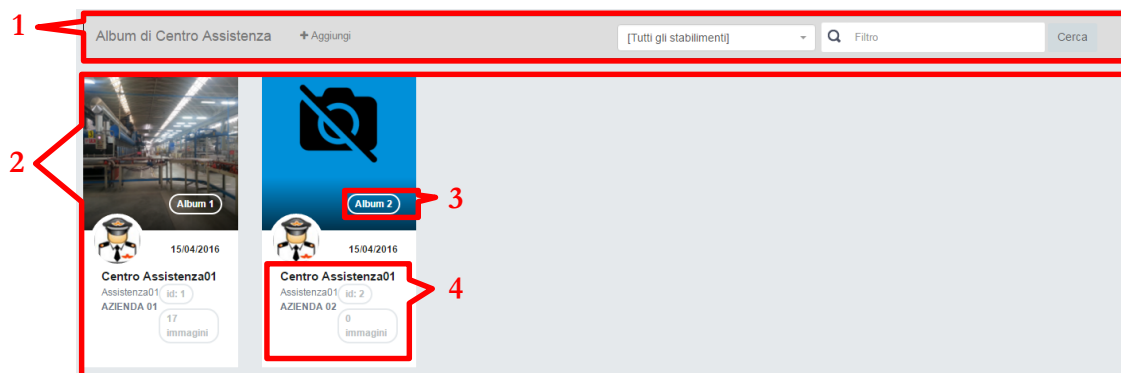 1
Album di Centro Assistenza + Aggiungi [Tutti gli stabilimenti] Filtro Cerca
2
Album 1
Album 2
3
15/04/2016
15/04/2016
Centro Assistenza01
Assistenza01 id: 1
AZIENDA 01
17
immagini
Centro Assistenza01
Assistenza01 id: 2
AZIENDA 02
0
immagini
4